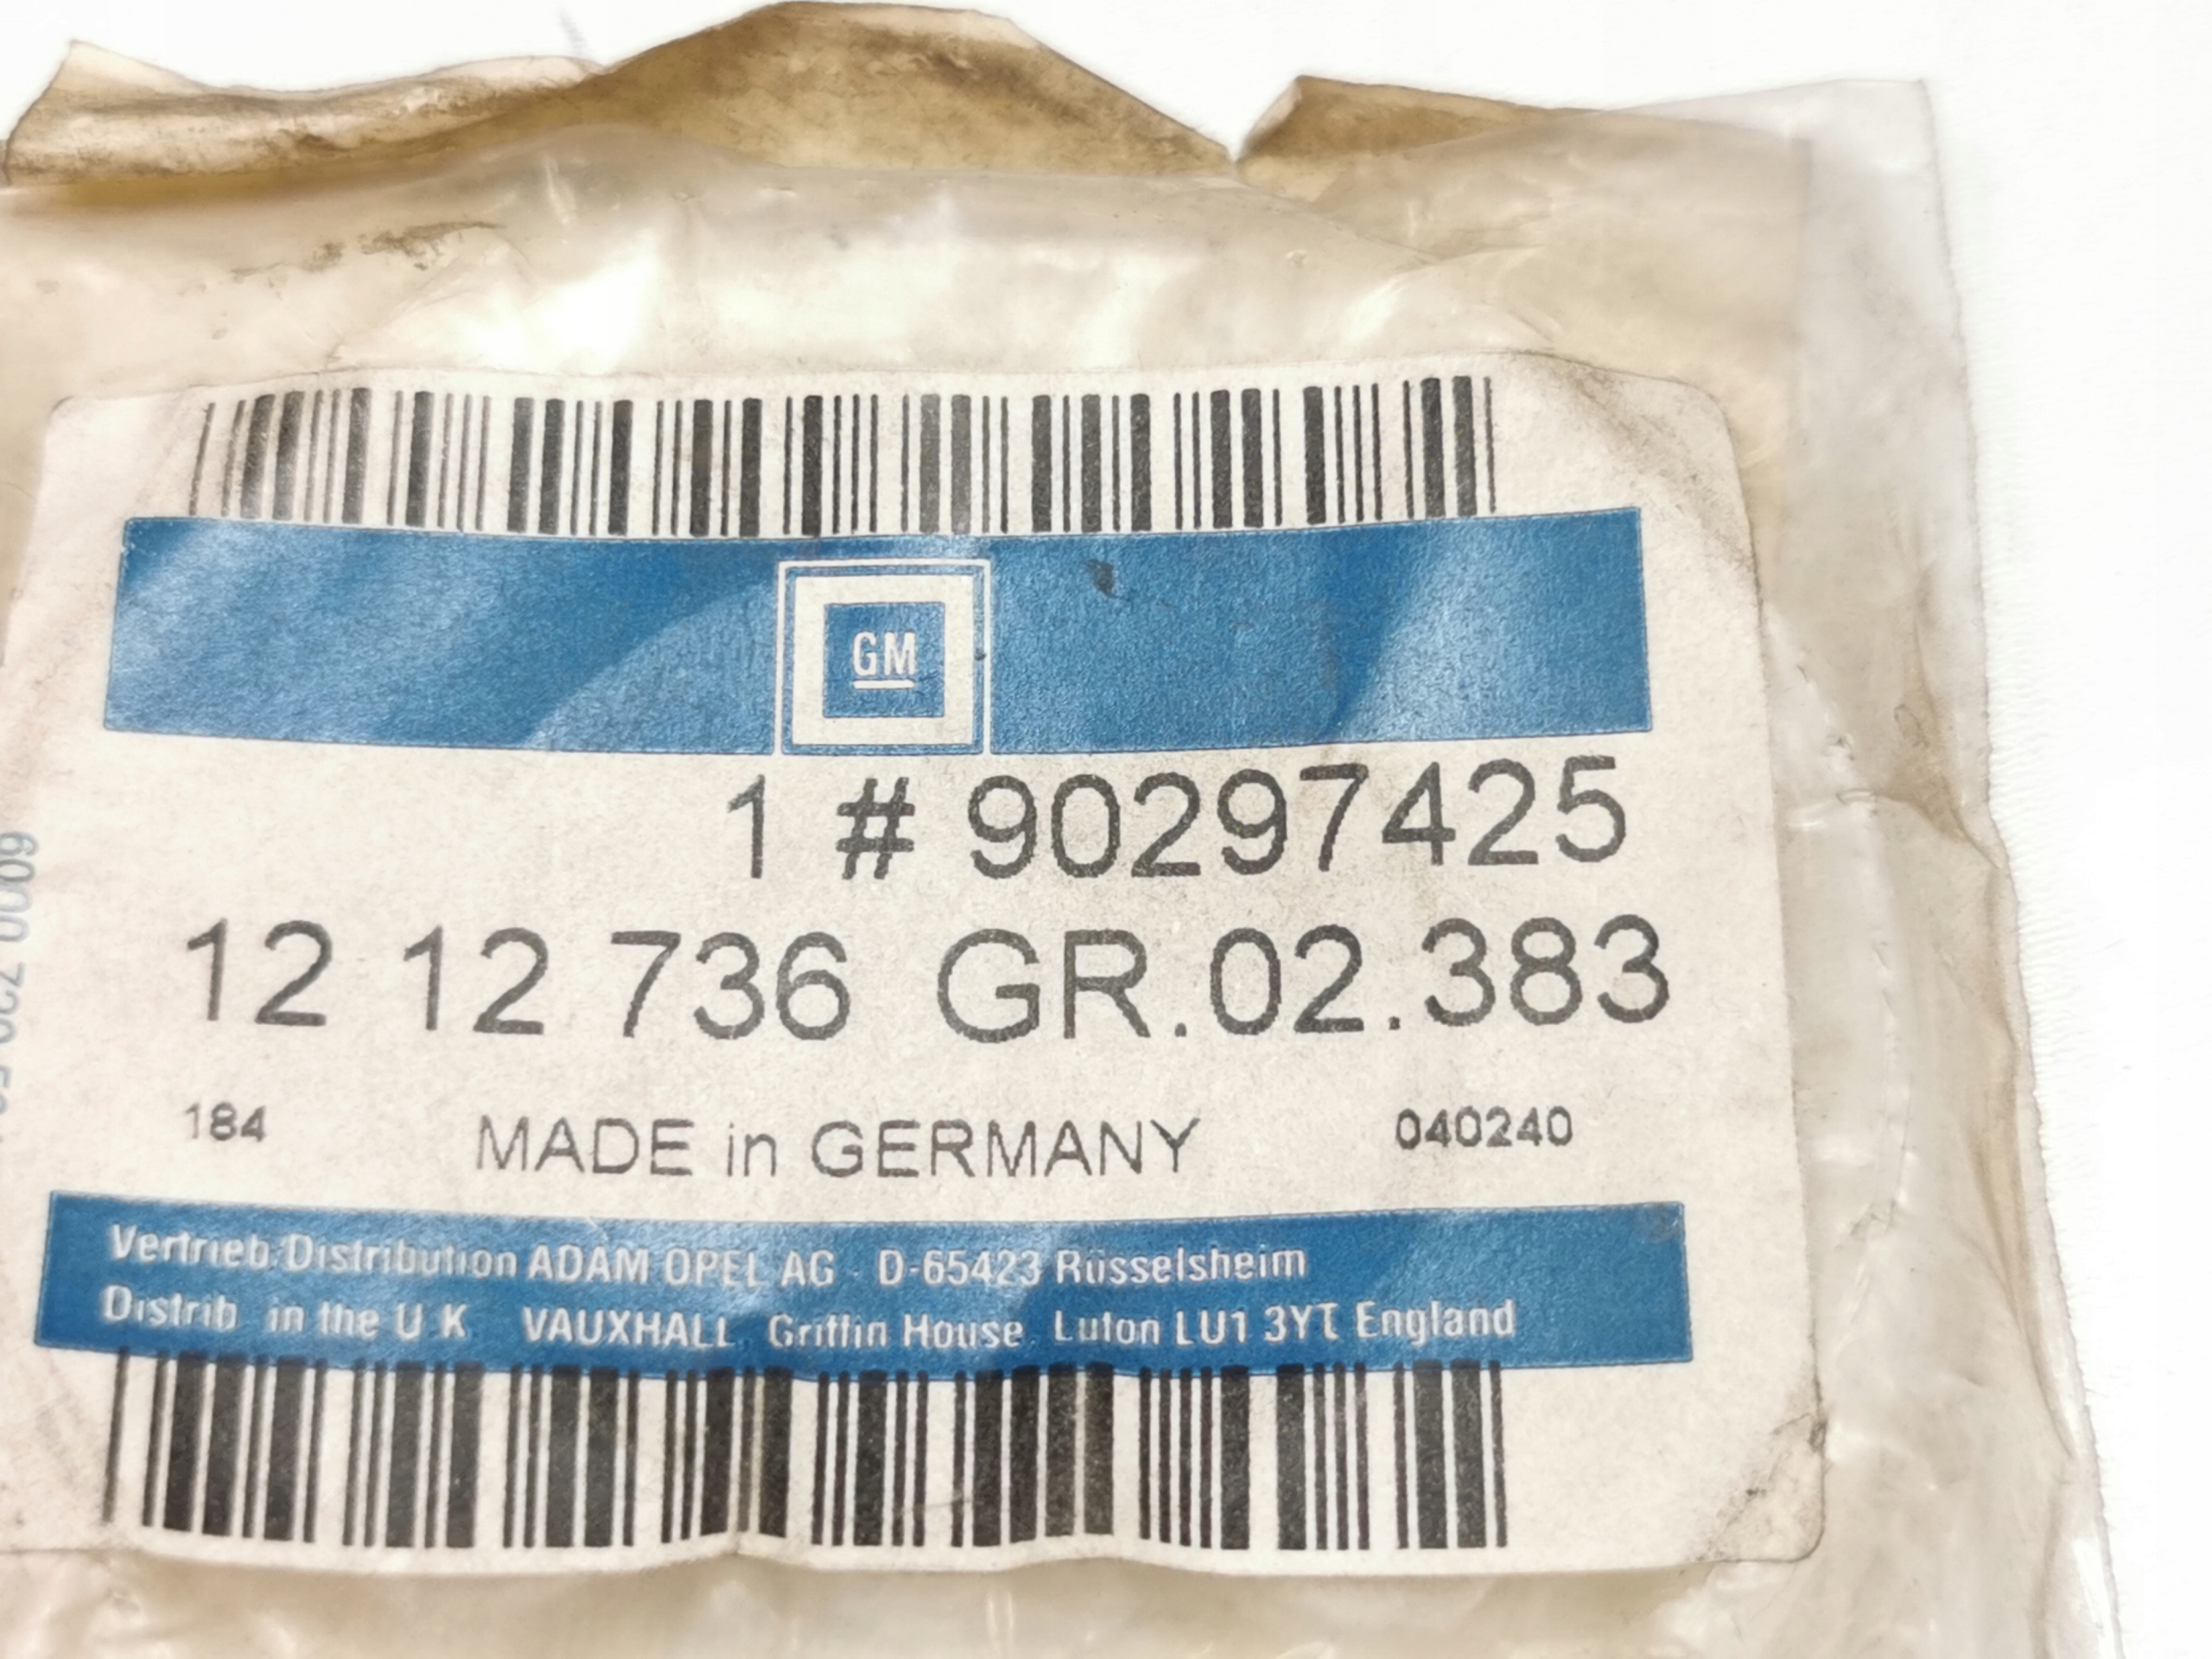 GM
1 # 90297425
12 12 736 GR.02.383
184 MADE in GERMANY 040240
Vertrieb/Distribution ADAM OPEL AG - D-65423 Rüsselsheim
Distrib in the U K VAUXHALL Griffin House Luton LU1 3YT England